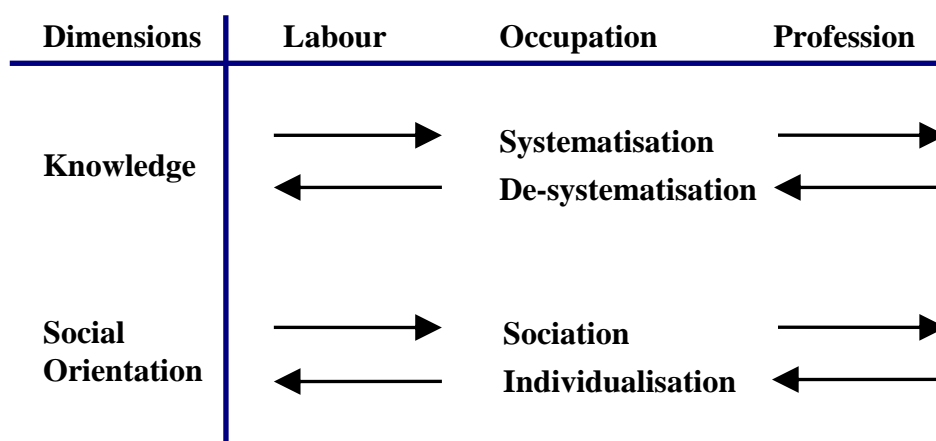 Dimensions Labour Occupation Profession
Knowledge
Systematisation
De-systematisation
Social
Orientation
Sociation
Individualisation